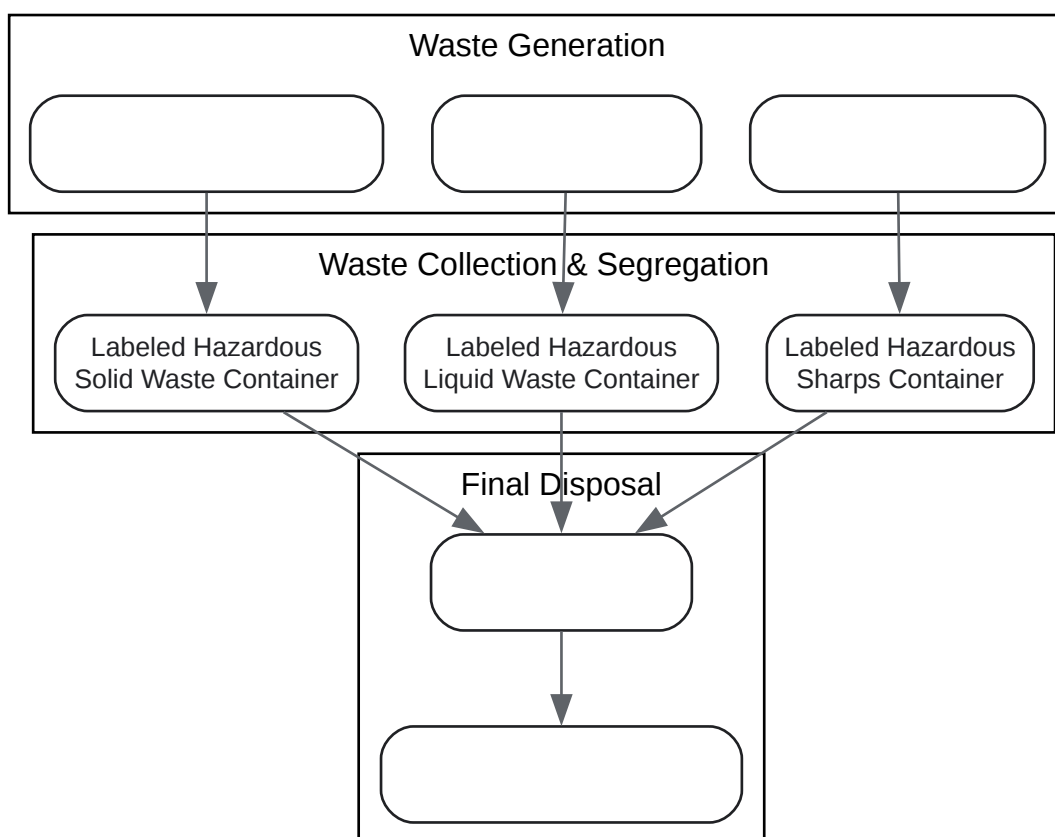 Waste Generation
Waste Collection & Segregation
Labeled Hazardous
Solid Waste Container
Labeled Hazardous
Liquid Waste Container
Labeled Hazardous
Sharps Container
Final Disposal